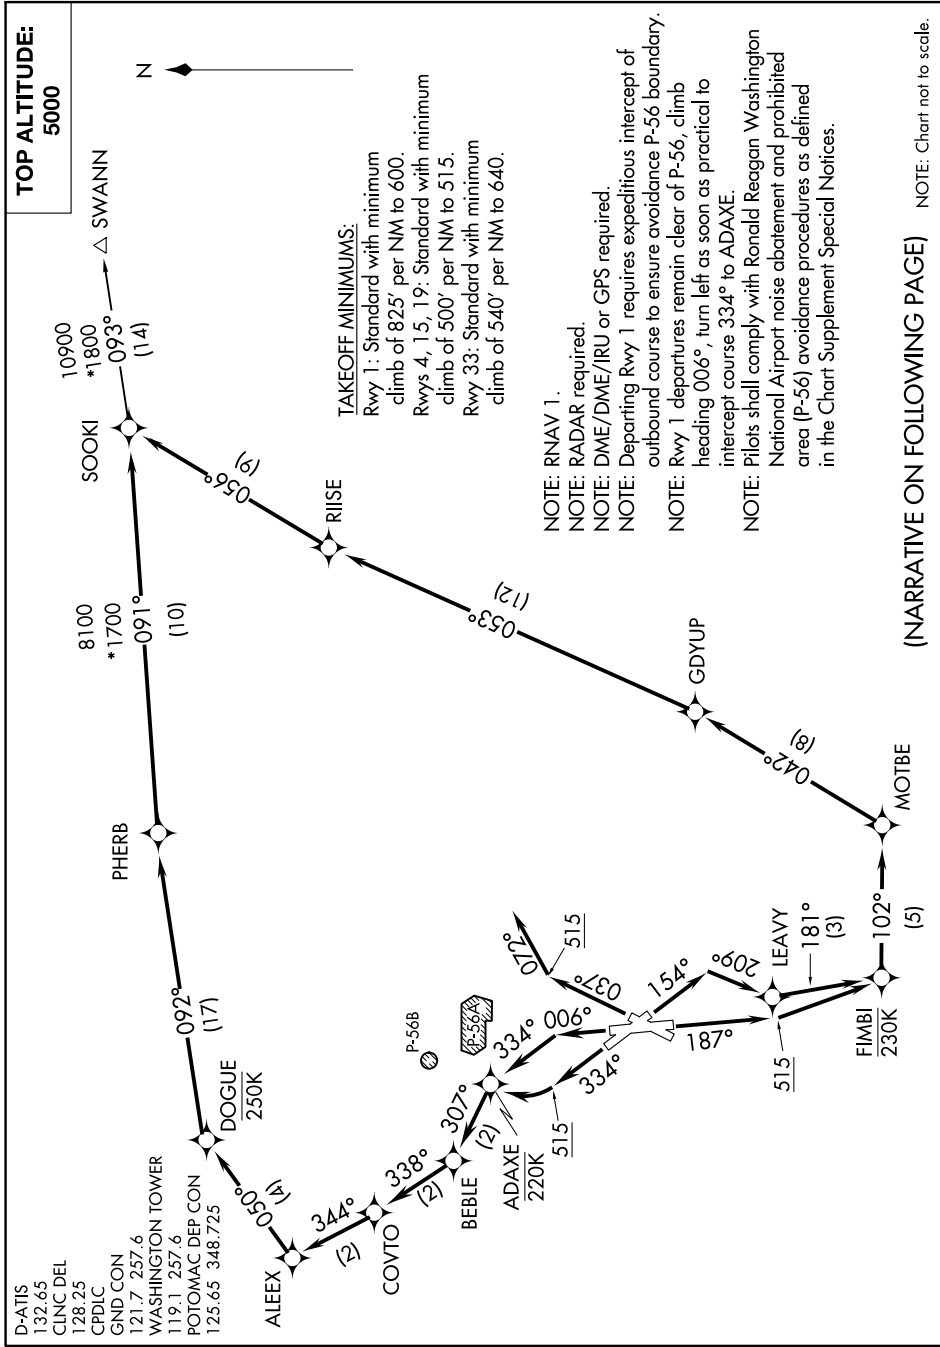 TOP ALTITUDE:
5000
D-ATIS
132.65
CLNC DEL
128.25
CPDLC
GND CON
121.7 257.6
WASHINGTON TOWER
119.1 257.6
POTOMAC DEP CON
125.65 348.725
N
SWANN
10900
*1800
093°
(14)
SOOKI
8100
*1700
091°
(10)
056°
(9)
RIISE
PHERB
092°
(17)
053°
(12)
DOGUE
250K
050°
(4)
ALEEX
344°
(2)
COVTO
338°
(2)
BEBLE
307°
(2)
ADAXE
220K
P-56B
P-56A
334°
006°
334°
515
072°
515
037°
154°
209°
187°
LEAVY
181°
(3)
515
FIMBI
230K
102°
(5)
MOTBE
042°
(8)
GDYUP
TAKEOFF MINIMUMS:
Rwy 1: Standard with minimum
climb of 825' per NM to 600.
Rwys 4, 15, 19: Standard with minimum
climb of 500' per NM to 515.
Rwy 33: Standard with minimum
climb of 540' per NM to 640.
NOTE: RNAV 1.
NOTE: RADAR required.
NOTE: DME/DME/IRU or GPS required.
NOTE: Departing Rwy 1 requires expeditious intercept of
outbound course to ensure avoidance P-56 boundary.
NOTE: Rwy 1 departures remain clear of P-56, climb
heading 006°, turn left as soon as practical to
intercept course 334° to ADAXE.
NOTE: Pilots shall comply with Ronald Reagan Washington
National Airport noise abatement and prohibited
area (P-56) avoidance procedures as defined
in the Chart Supplement Special Notices.
(NARRATIVE ON FOLLOWING PAGE)
NOTE: Chart not to scale.